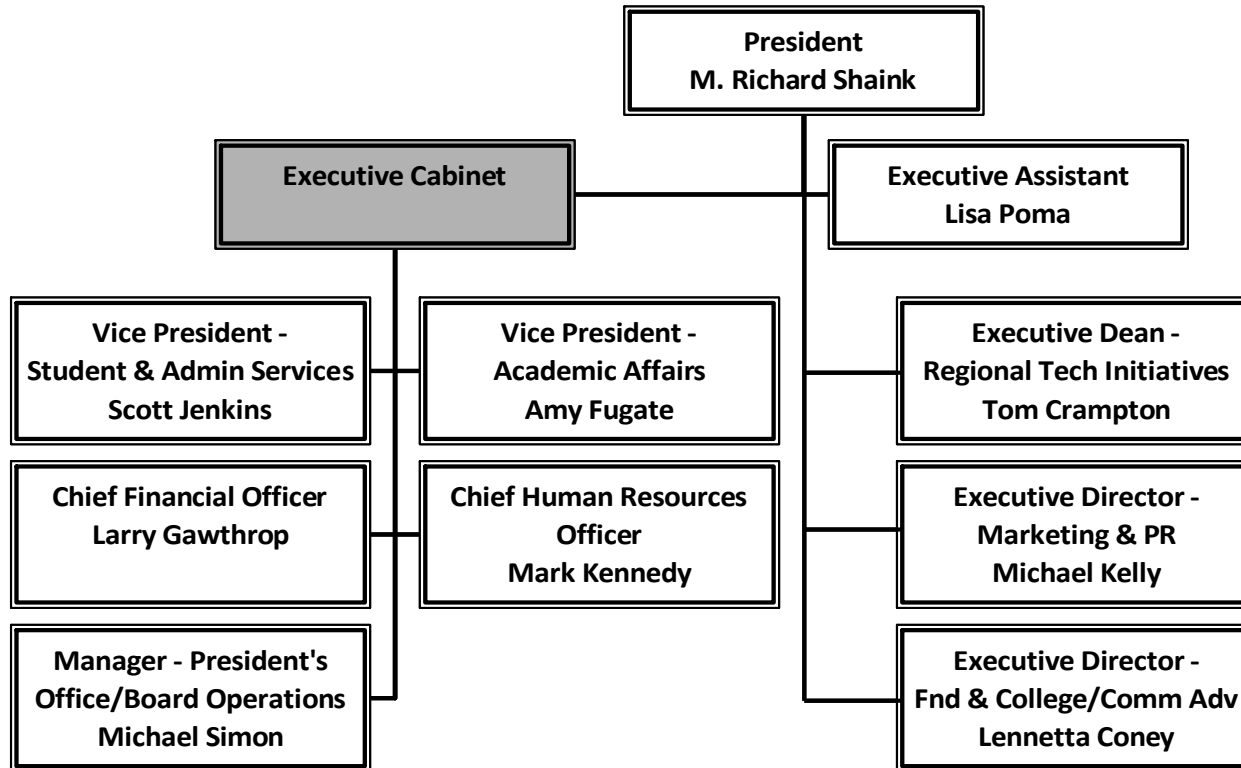 President
M. Richard Shaink
Executive Cabinet
Executive Assistant
Lisa Poma
Vice President -
Student & Admin Services
Scott Jenkins
Vice President -
Academic Affairs
Amy Fugate
Executive Dean -
Regional Tech Initiatives
Tom Crampton
Chief Financial Officer
Larry Gawthrop
Chief Human Resources
Officer
Mark Kennedy
Executive Director -
Marketing & PR
Michael Kelly
Manager - President's
Office/Board Operations
Michael Simon
Executive Director -
Fnd & College/Comm Adv
Lennetta Coney